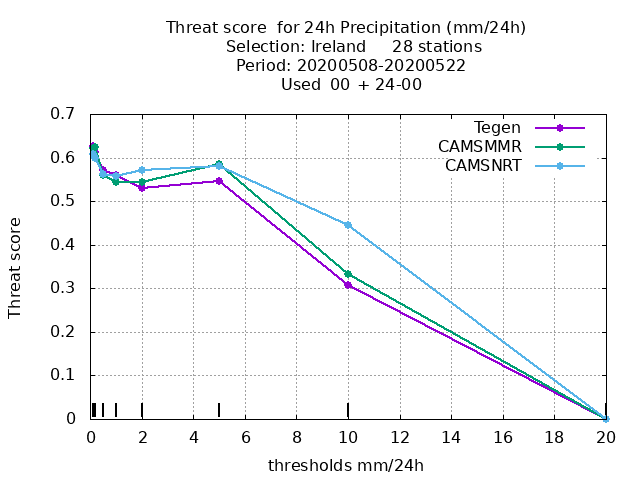 Threat score  for 24h Precipitation (mm/24h)
Selection: Ireland     28 stations
Period: 20200508-20200522
Used  00 + 24-00
Tegen
CAMSMMR
CAMSNRT
0.7
0.6
0.5
0.4
0.3
0.2
0.1
0
Threat score
0 2 4 6 8 10 12 14 16 18 20
thresholds mm/24h